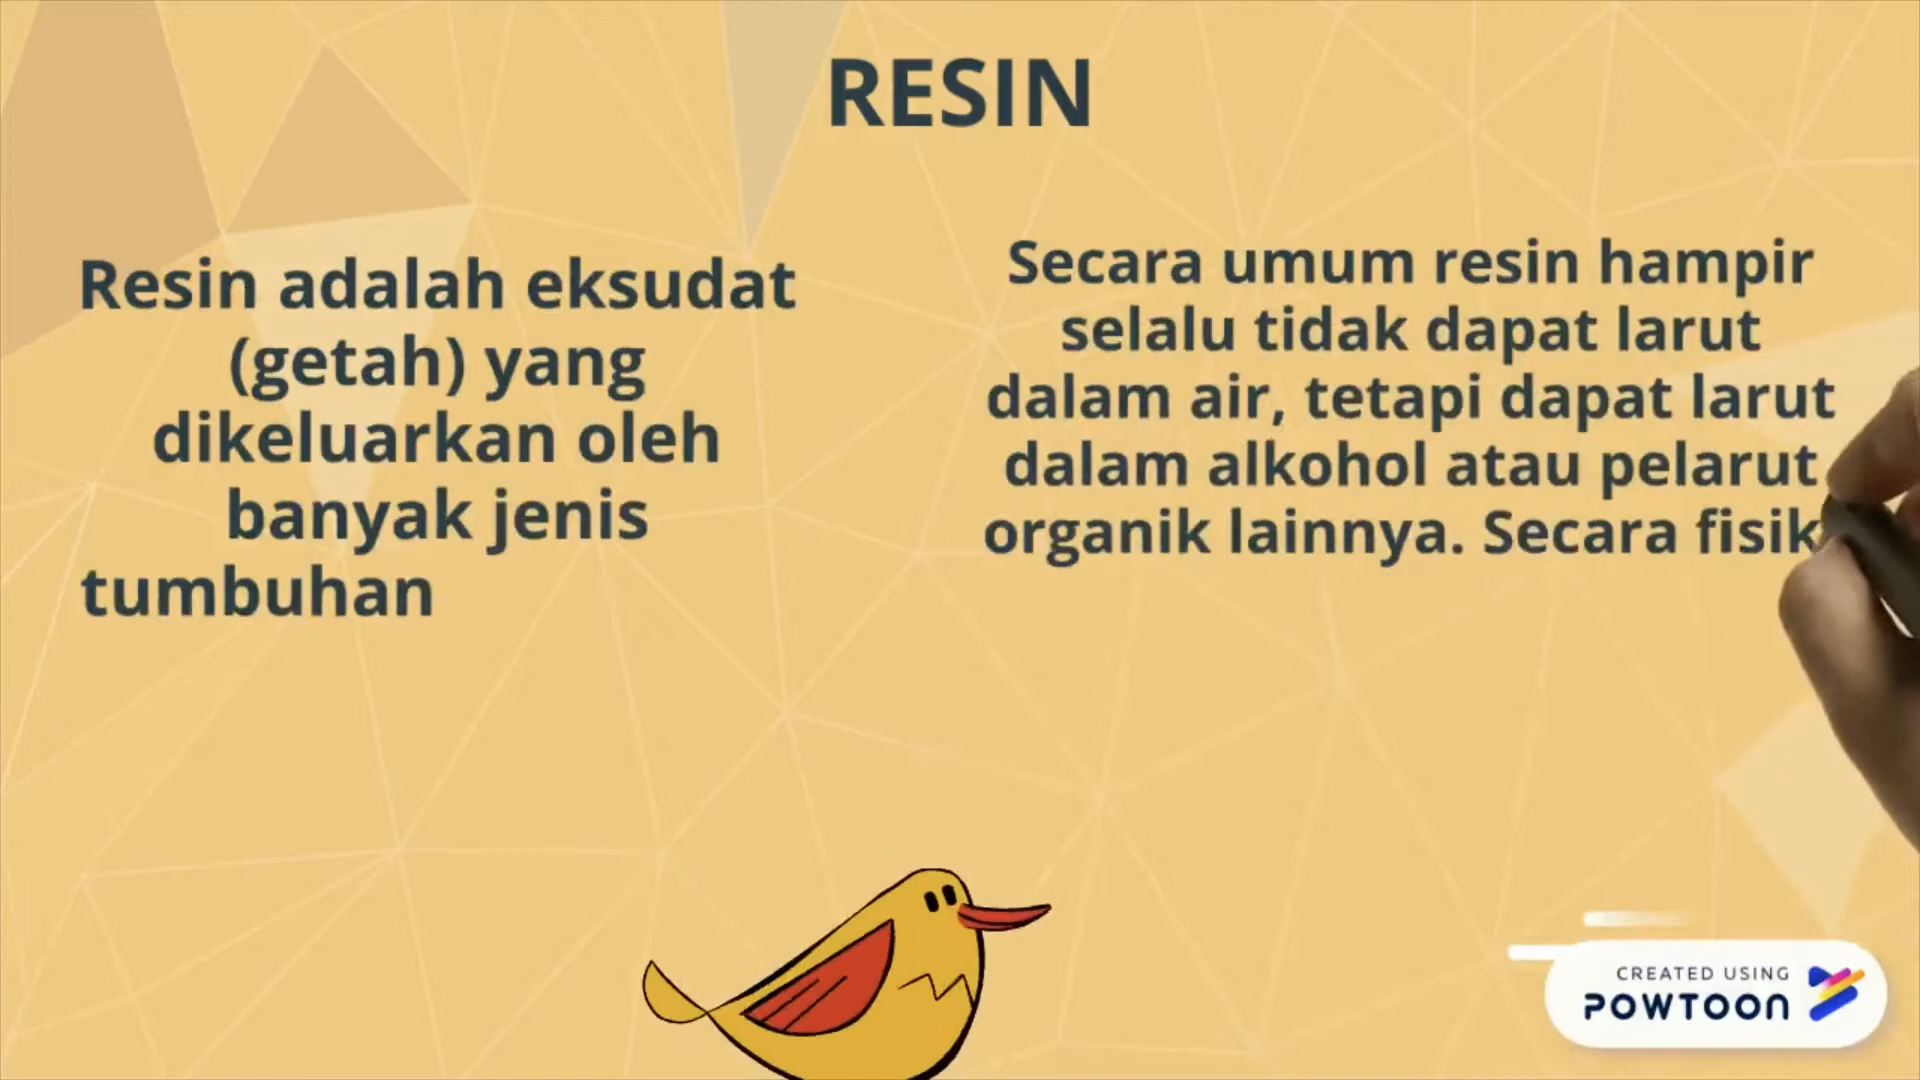 RESIN
Resin adalah eksudat
(getah) yang
dikeluarkan oleh
banyak jenis
tumbuhan
Secara umum resin hampir
selalu tidak dapat larut
dalam air, tetapi dapat larut
dalam alkohol atau pelarut
organik lainnya. Secara fisik
CREATED USING
POWTOON